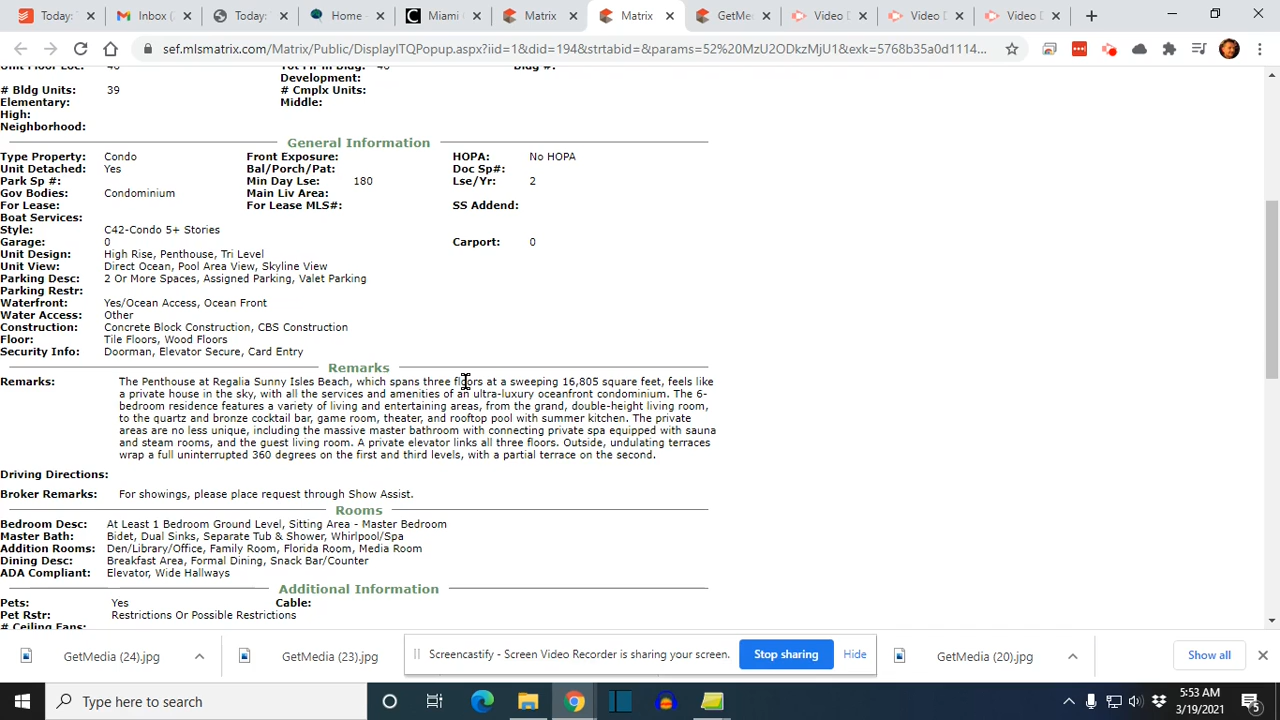 Today:
Inbox (
Today:
Home -
Miami
Matrix
Matrix
GetMe
Video D
Video D
Video D
sef.mlsmatrix.com/Matrix/Public/DisplayITQPopup.aspx?iid=1&did=194&strtabid=&params=52%20MzU2ODkzMjU1&exk=5768b35a0d1114...
Development:
# Bldg Units: 39 # Cmplx Units:
Elementary: Middle:
High:
Neighborhood:
General Information
Type Property: Condo Front Exposure: HOPA: No HOPA
Unit Detached: Yes Bal/Porch/Pat: Doc Sp#:
Park Sp #: Min Day Lse: 180 Lse/Yr: 2
Gov Bodies: Condominium Main Liv Area:
For Lease: For Lease MLS#: SS Addend:
Boat Services:
Style: C42-Condo 5+ Stories
Garage: 0 Carport: 0
Unit Design: High Rise, Penthouse, Tri Level
Unit View: Direct Ocean, Pool Area View, Skyline View
Parking Desc: 2 Or More Spaces, Assigned Parking, Valet Parking
Parking Restr:
Waterfront: Yes/Ocean Access, Ocean Front
Water Access: Other
Construction: Concrete Block Construction, CBS Construction
Floor: Tile Floors, Wood Floors
Security Info: Doorman, Elevator Secure, Card Entry
Remarks
Remarks: The Penthouse at Regalia Sunny Isles Beach, which spans three floors at a sweeping 16,805 square feet, feels like
a private house in the sky, with all the services and amenities of an ultra-luxury oceanfront condominium. The 6-
bedroom residence features a variety of living and entertaining areas, from the grand, double-height living room,
to the quartz and bronze cocktail bar, game room, theater, and rooftop pool with summer kitchen. The private
areas are no less unique, including the massive master bathroom with connecting private spa equipped with sauna
and steam rooms, and the guest living room. A private elevator links all three floors. Outside, undulating terraces
wrap a full uninterrupted 360 degrees on the first and third levels, with a partial terrace on the second.
Driving Directions:
Broker Remarks: For showings, please place request through Show Assist.
Rooms
Bedroom Desc: At Least 1 Bedroom Ground Level, Sitting Area - Master Bedroom
Master Bath: Bidet, Dual Sinks, Separate Tub & Shower, Whirlpool/Spa
Addition Rooms: Den/Library/Office, Family Room, Florida Room, Media Room
Dining Desc: Breakfast Area, Formal Dining, Snack Bar/Counter
ADA Compliant: Elevator, Wide Hallways
Additional Information
Pets: Yes Cable:
Pet Rstr: Restrictions Or Possible Restrictions
# Ceiling Fans:
GetMedia (24).jpg
GetMedia (23).jpg
Screencastify - Screen Video Recorder is sharing your screen.
Stop sharing
Hide
GetMedia (20).jpg
Show all
Type here to search
5:53 AM
3/19/2021
5